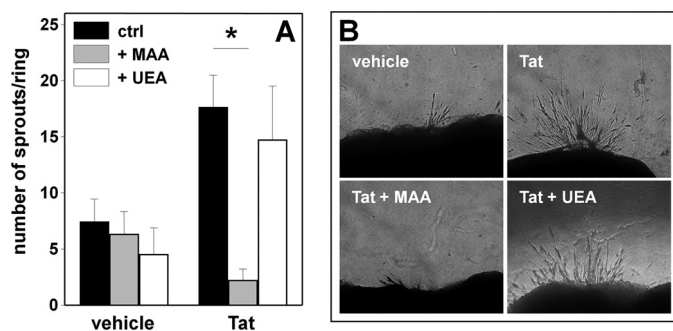 25
20
15
10
5
0
number of sprouts/ring
ctrl
+ MAA
+ UEA
*
A
vehicle
Tat
B
vehicle
Tat
Tat + MAA
Tat + UEA